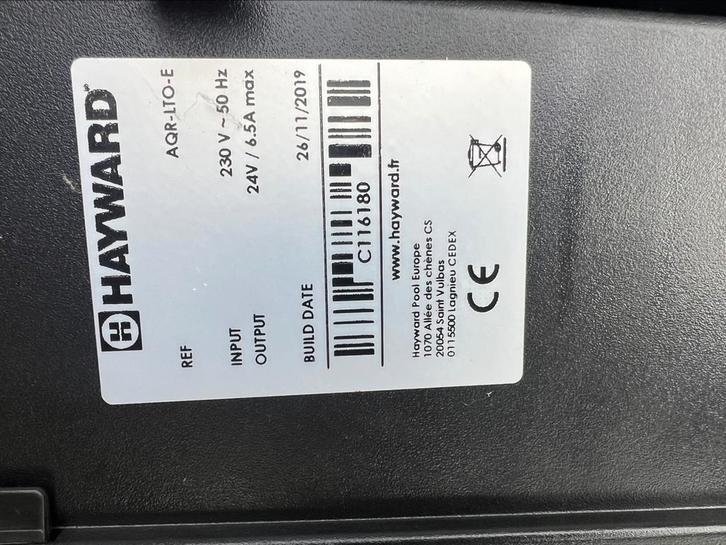 HAYWARD
REF AQR-LTO-E
INPUT 230 V ~ 50 Hz
OUTPUT 24V / 6.5A max
BUILD DATE 26/11/2019
C116180
www.hayward.fr
Hayward Pool Europe
1070 Allée des chênes CS
20054 Saint Vulbas
0115500 Lagnieu CEDEX
CE